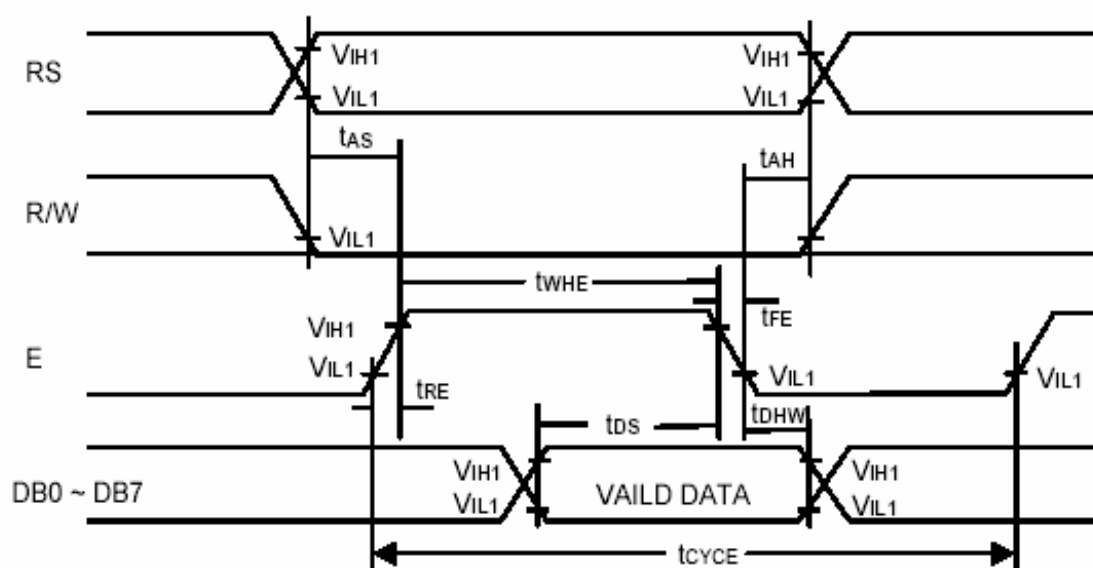 RS
VIH1
VIL1
VIH1
VIL1
tAS
tAH
R/W
VIL1
tWHE
tFE
E
VIH1
VIL1
VIL1
VIL1
tRE
tDS
tDHW
DB0 ~ DB7
VIH1
VIL1
VAILD DATA
VIH1
VIL1
tCYCE